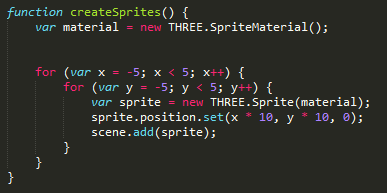 function createSprites() {
    var material = new THREE.SpriteMaterial();


    for (var x = -5; x < 5; x++) {
        for (var y = -5; y < 5; y++) {
            var sprite = new THREE.Sprite(material);
            sprite.position.set(x * 10, y * 10, 0);
            scene.add(sprite);
        }
    }
}